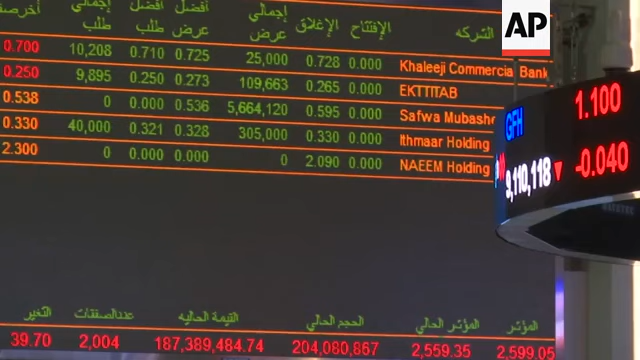 AP
الشركه الإفتتاح الإغلاق إجمالي عرض أفضل عرض أفضل طلب إجمالي طلب
Khaleeji Commercial Bank 0.000 0.728 25,000 0.725 0.710 10,208 0.700
EKTTITAB 0.000 0.265 109,663 0.273 0.250 9,895 0.250
Safwa Mubashe 0.000 0.595 5,664,120 0.536 0.000 0 0.538
Ithmaar Holding 0.000 0.330 305,000 0.328 0.321 40,000 0.330
NAEEM Holding 0.000 2.090 0 0.000 0.000 0 2.300
المؤشر المؤشر الحالي الحجم الحالي القيمة الحاليه عددالصفقات التغير
2,599.05 2,559.35 204,080,867 187,389,484.74 2,004 39.70
GFH 1.100
9,110,118 ▼ -0.040